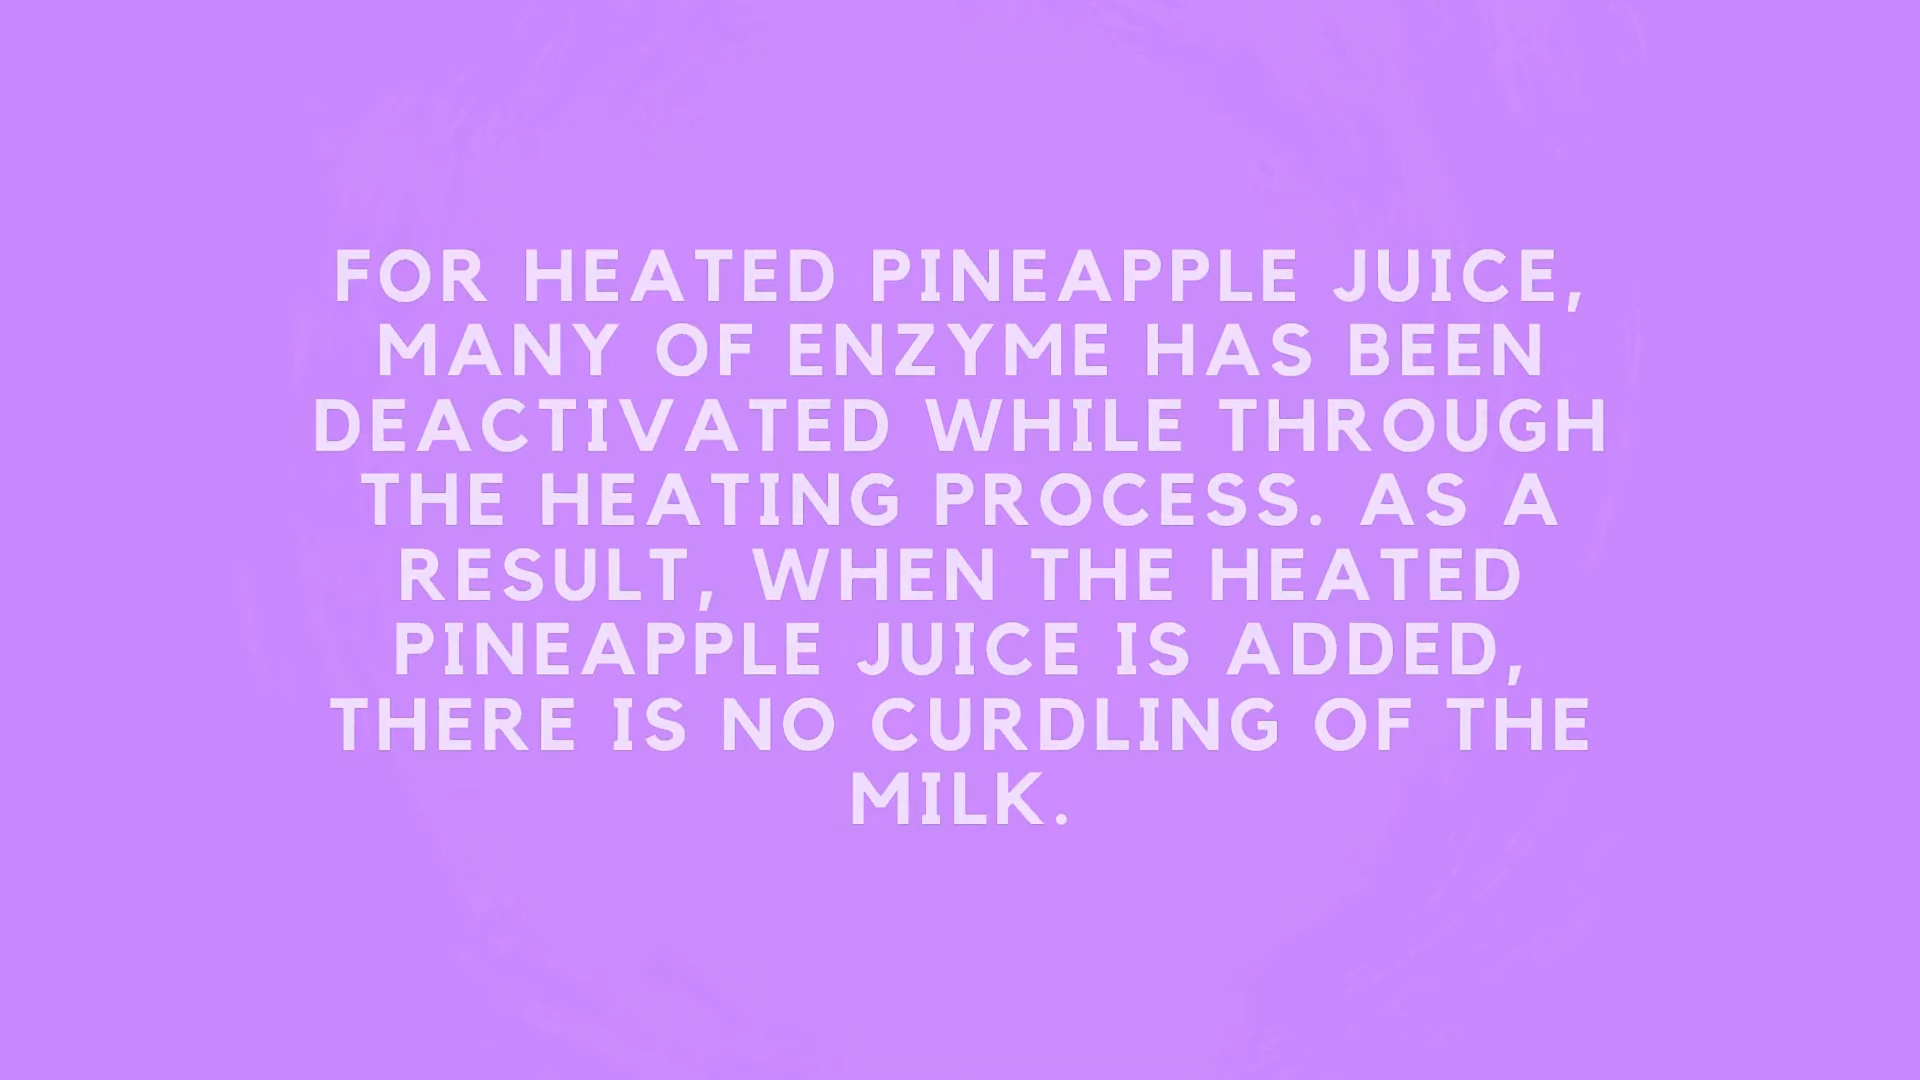 FOR HEATED PINEAPPLE JUICE,
MANY OF ENZYME HAS BEEN
DEACTIVATED WHILE THROUGH
THE HEATING PROCESS. AS A
RESULT, WHEN THE HEATED
PINEAPPLE JUICE IS ADDED,
THERE IS NO CURDLING OF THE
MILK.